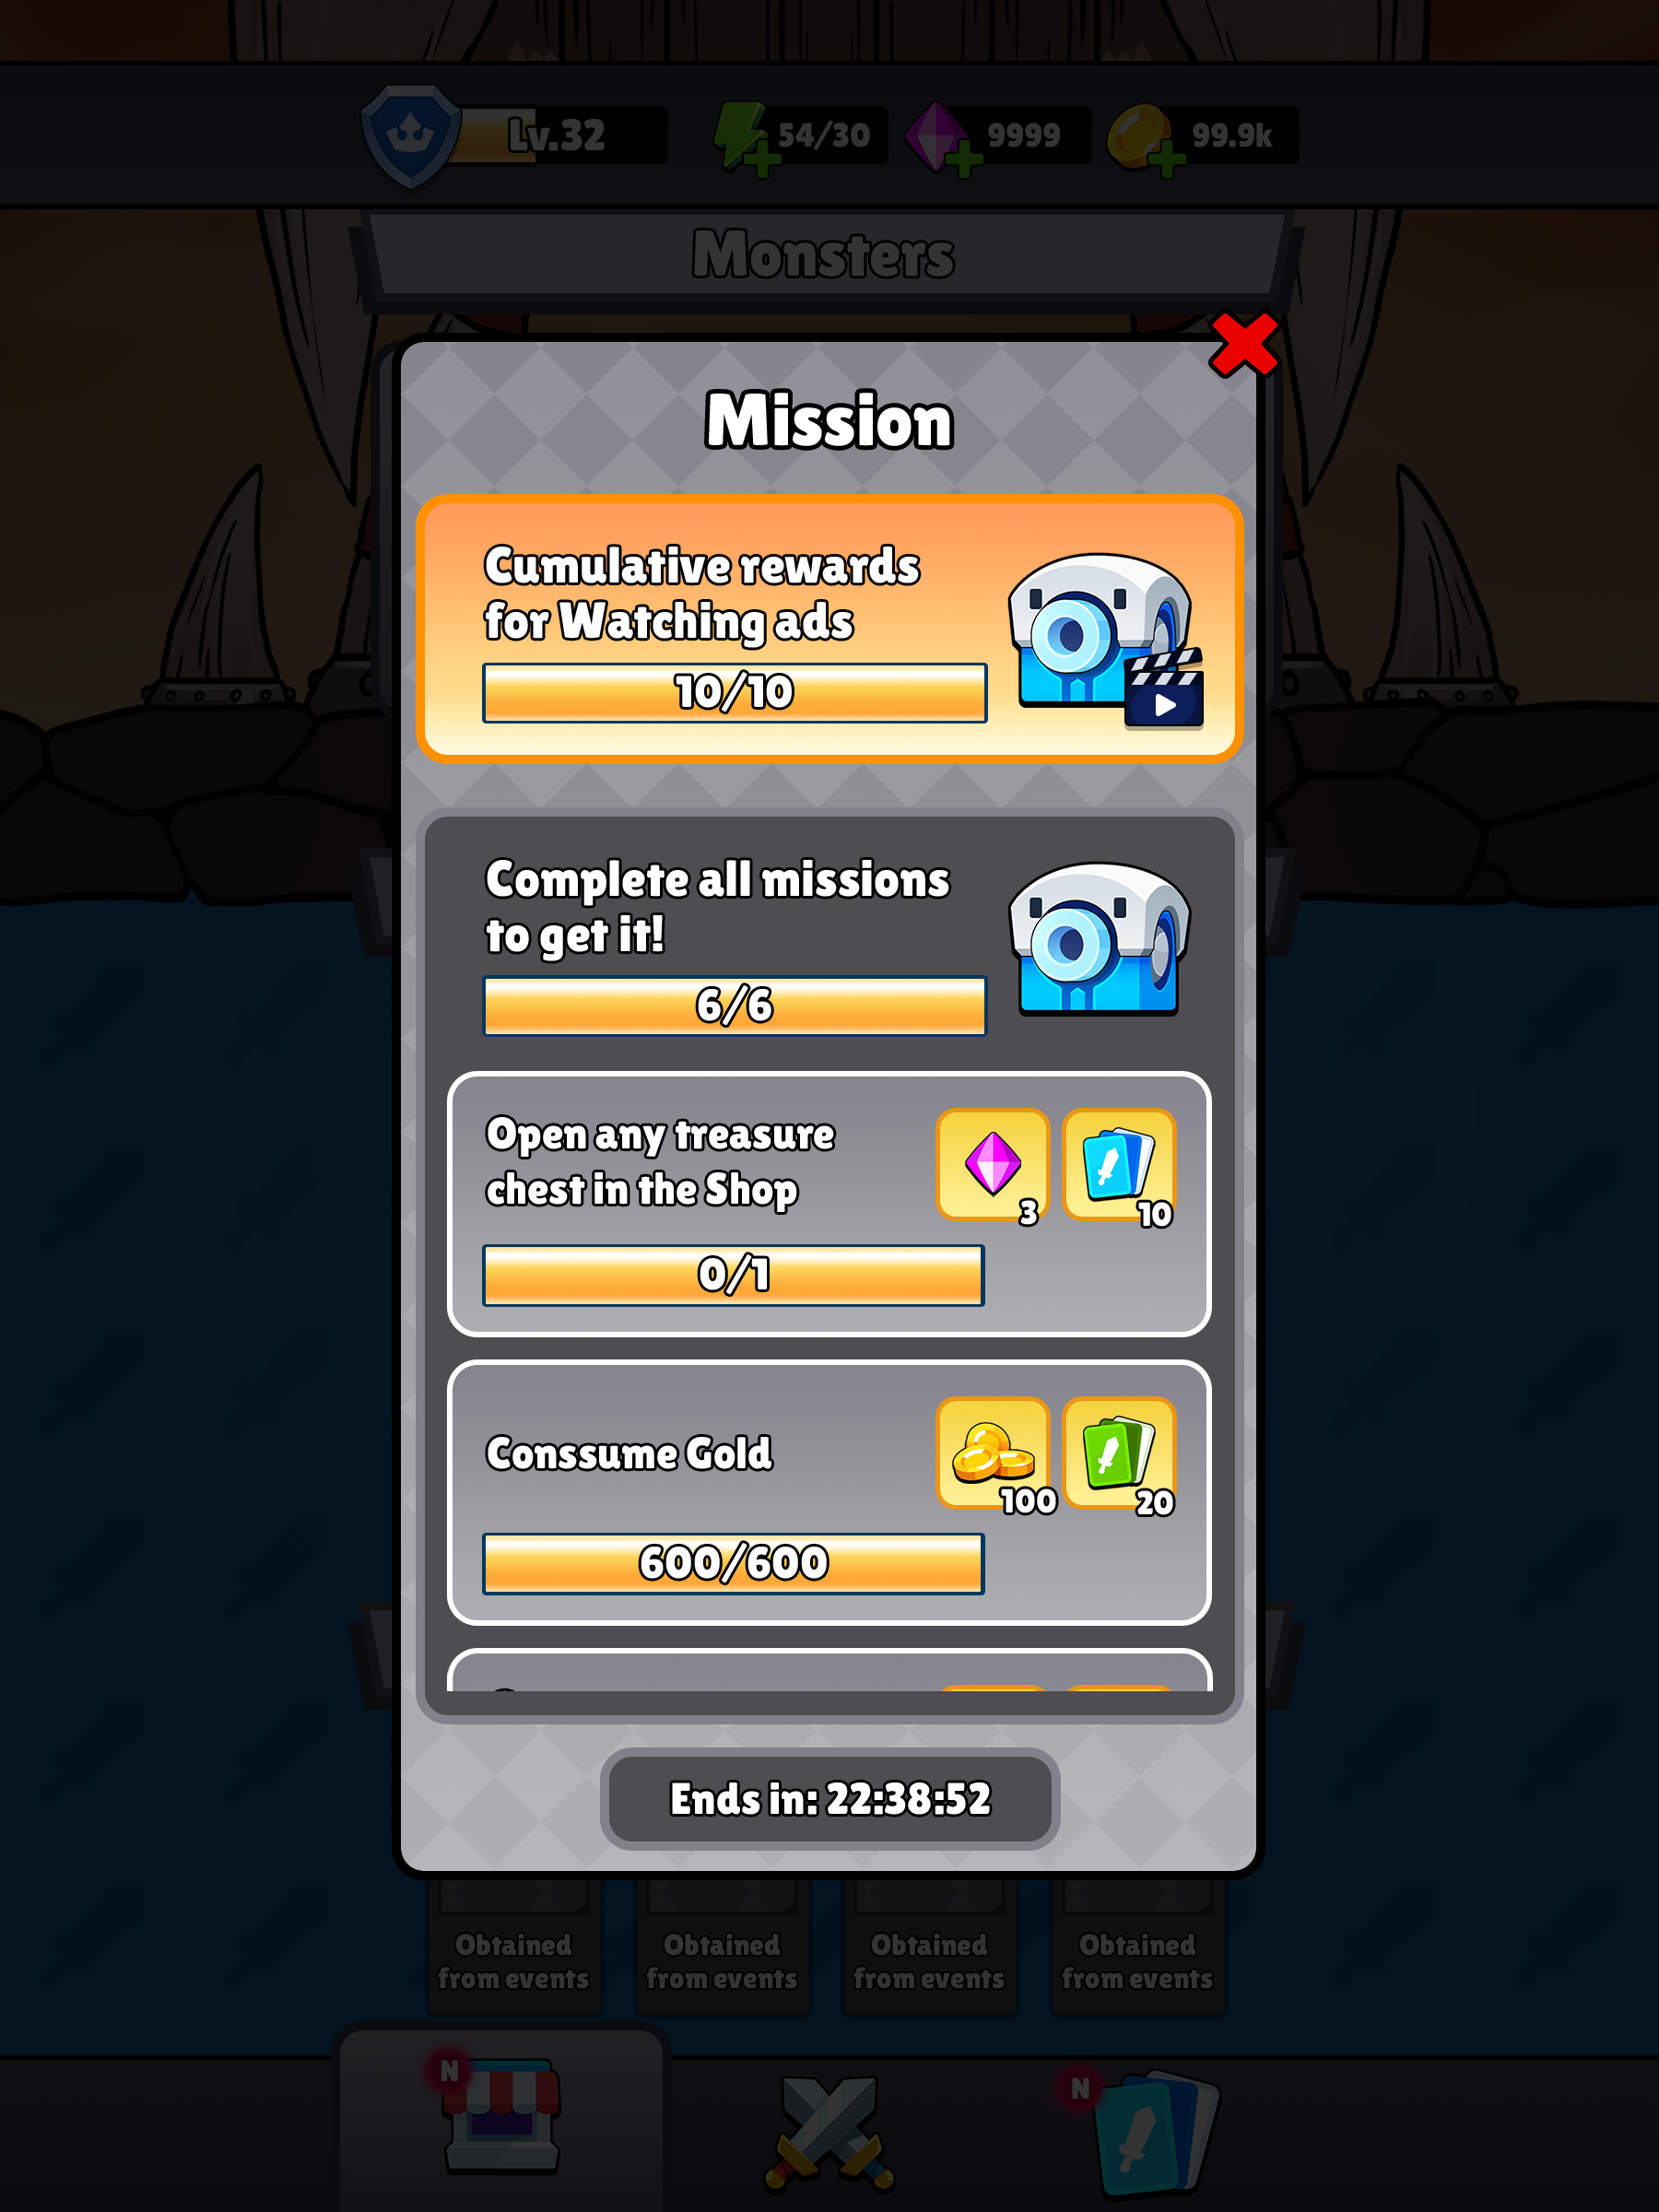 Lv.32
54/30
9999
99.9k
Monsters
Mission
Cumulative rewards
for Watching ads
10/10
Complete all missions
to get it!
6/6
Open any treasure
chest in the Shop
3
10
0/1
Conssume Gold
100
20
600/600
Ends in: 22:38:52
Obtained
from events
Obtained
from events
Obtained
from events
Obtained
from events
N
N